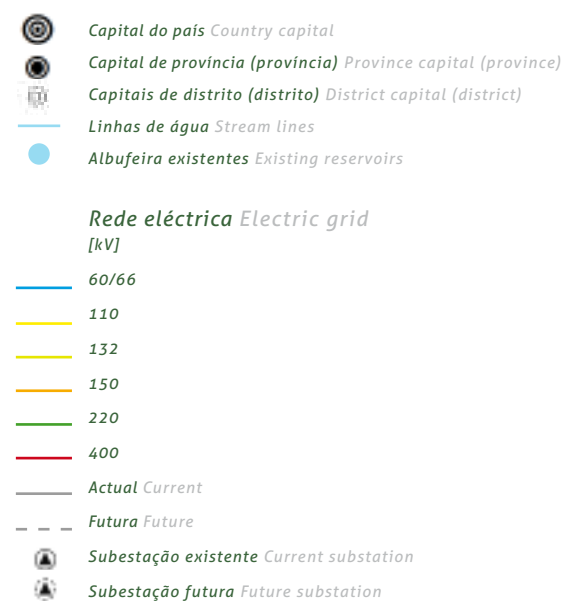 Capital do país Country capital
Capital de província (província) Province capital (province)
Capitais de distrito (distrito) District capital (district)
Linhas de água Stream lines
Albufeira existentes Existing reservoirs
Rede eléctrica Electric grid
[kV]
60/66
110
132
150
220
400
Actual Current
Futura Future
Subestação existente Current substation
Subestação futura Future substation